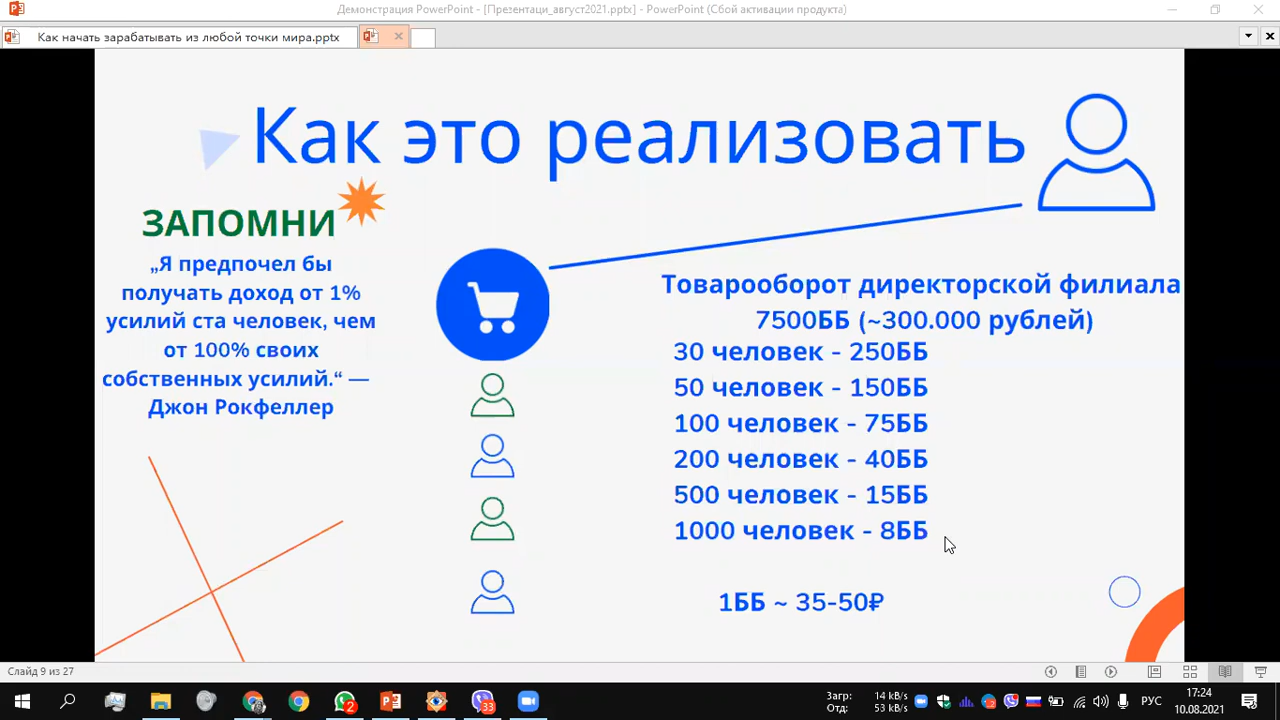 Демонстрация PowerPoint - [Презентаци_август2021.pptx] - PowerPoint (Сбой активации продукта)
Как начать зарабатывать из любой точки мира.pptx
Как это реализовать
ЗАПОМНИ
„Я предпочел бы
получать доход от 1%
усилий ста человек, чем
от 100% своих
собственных усилий.“ —
Джон Рокфеллер
Товарооборот директорской филиала
7500ББ (~300.000 рублей)
30 человек - 250ББ
50 человек - 150ББ
100 человек - 75ББ
200 человек - 40ББ
500 человек - 15ББ
1000 человек - 8ББ
1ББ ~ 35-50₽
Слайд 9 из 27
2
33
Загр: 14 kB/s
Отд: 53 kB/s
РУС
17:24
10.08.2021